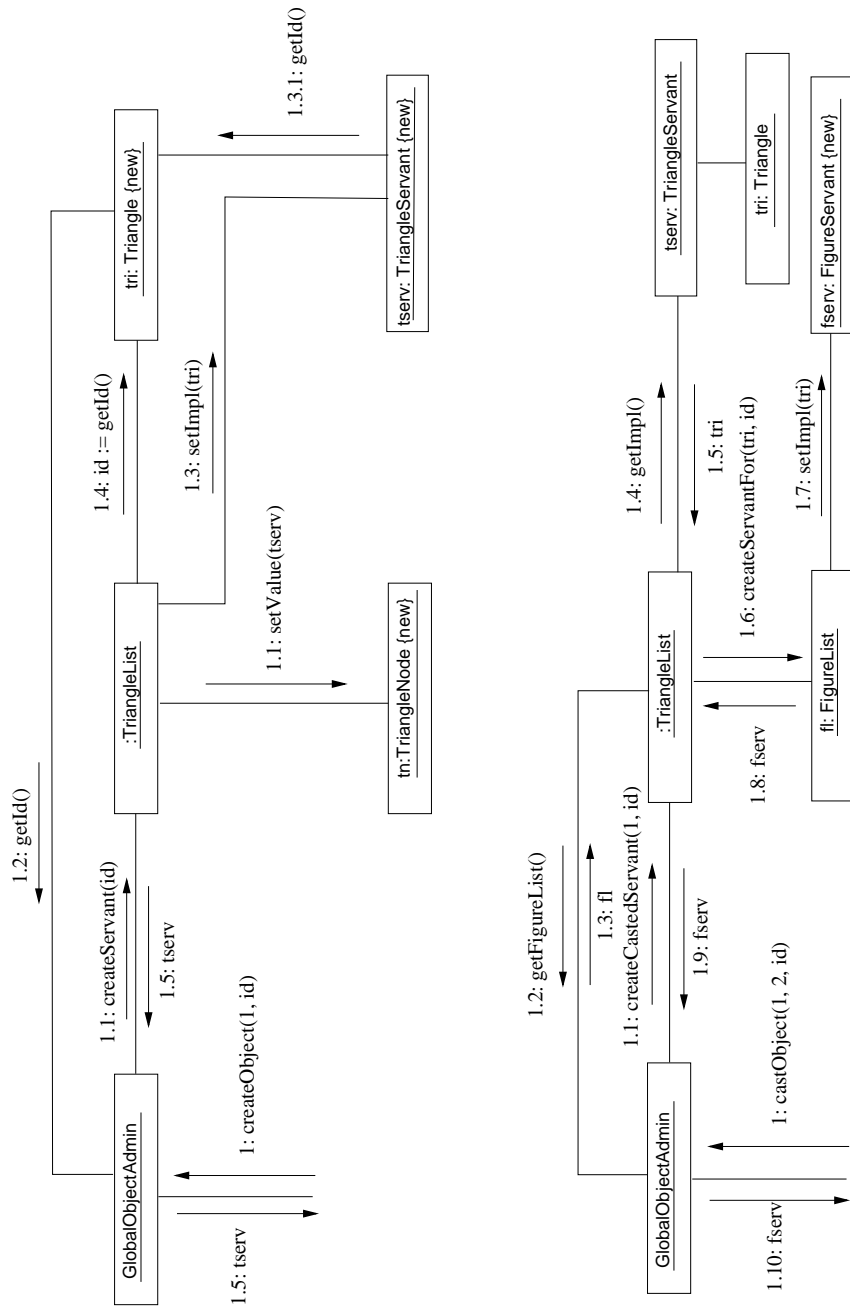 GlobalObjectAdmin
1: createObject(1, id)
1.5: tserv
1.1: createServant(id)
1.5: tserv
1.2: getId()
:TriangleList
1.1: setValue(tserv)
tn:TriangleNode {new}
1.4: id := getId()
1.3: setImpl(tri)
tri: Triangle {new}
1.3.1: getId()
tserv: TriangleServant {new}
GlobalObjectAdmin
1: castObject(1, 2, id)
1.10: fserv
1.2: getFigureList()
1.3: fl
1.1: createCastedServant(1, id)
1.9: fserv
:TriangleList
1.8: fserv
1.6: createServantFor(tri, id)
fl: FigureList
1.4: getImpl()
1.5: tri
1.7: setImpl(tri)
tserv: TriangleServant
tri: Triangle
fserv: FigureServant {new}